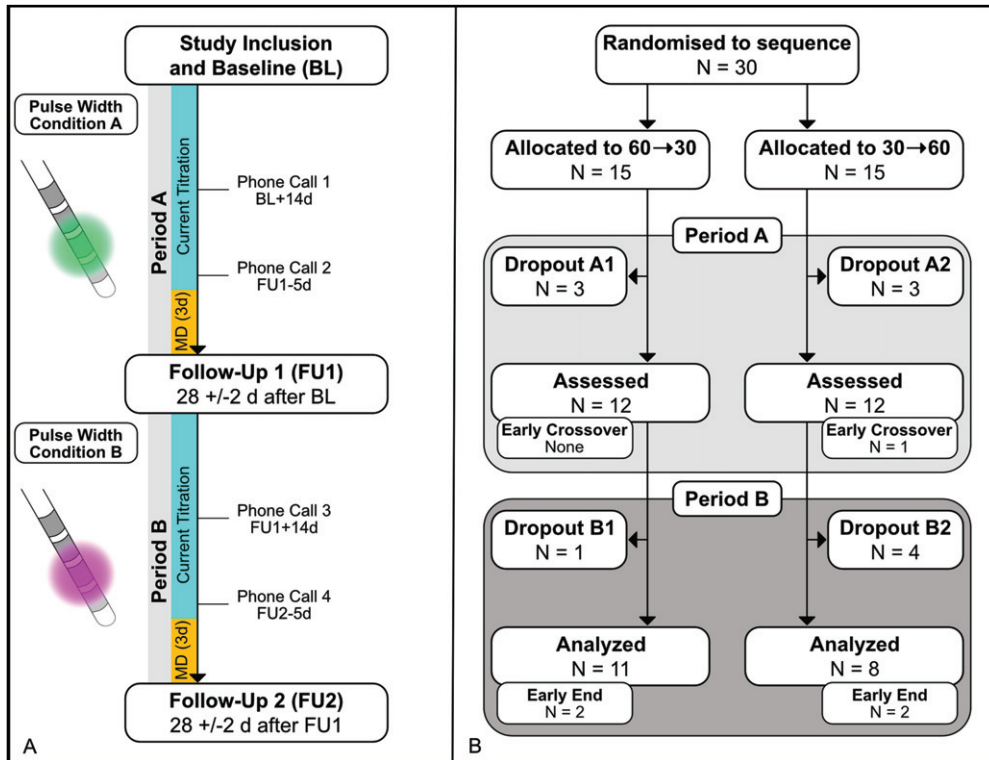 Study Inclusion
and Baseline (BL)
Pulse Width
Condition A
Period A
Current Titration
MD (3d)
Phone Call 1
BL+14d
Phone Call 2
FU1-5d
Follow-Up 1 (FU1)
28 +/-2 d after BL
Pulse Width
Condition B
Period B
Current Titration
MD (3d)
Phone Call 3
FU1+14d
Phone Call 4
FU2-5d
Follow-Up 2 (FU2)
28 +/-2 d after FU1
A
Randomised to sequence
N = 30
Allocated to 60→30
N = 15
Allocated to 30→60
N = 15
Period A
Dropout A1
N = 3
Dropout A2
N = 3
Assessed
N = 12
Early Crossover
None
Assessed
N = 12
Early Crossover
N = 1
Period B
Dropout B1
N = 1
Dropout B2
N = 4
Analyzed
N = 11
Early End
N = 2
Analyzed
N = 8
Early End
N = 2
B